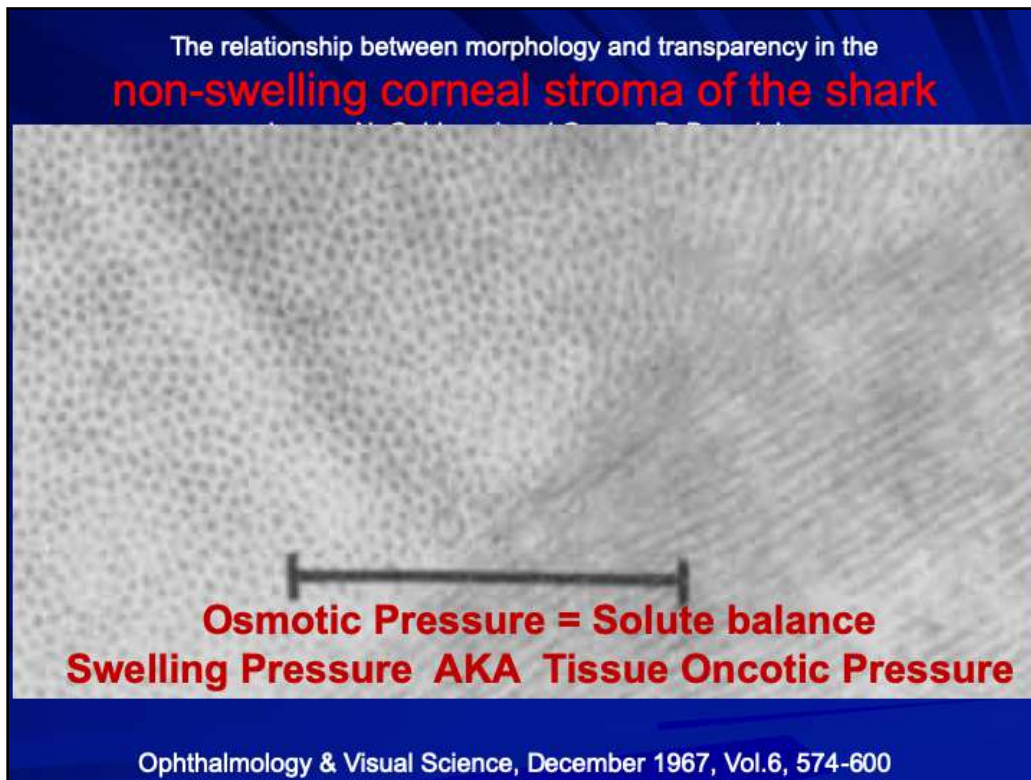 The relationship between morphology and transparency in the
non-swelling corneal stroma of the shark
Osmotic Pressure = Solute balance
Swelling Pressure AKA Tissue Oncotic Pressure
Ophthalmology & Visual Science, December 1967, Vol.6, 574-600